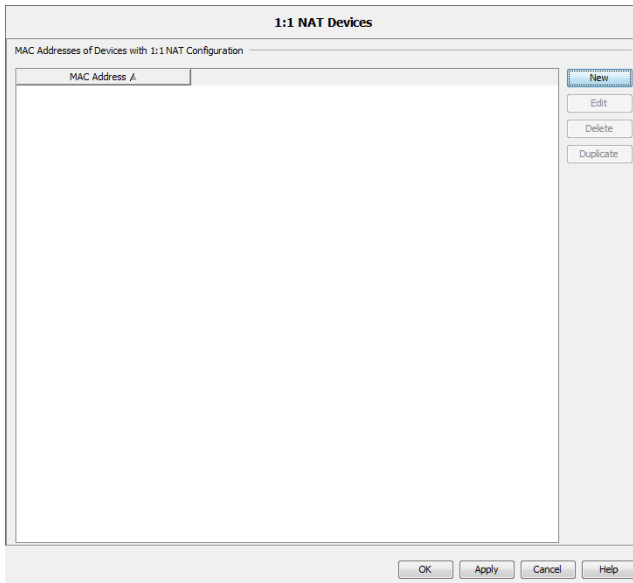 1:1 NAT Devices
MAC Addresses of Devices with 1:1 NAT Configuration
MAC Address
New
Edit
Delete
Duplicate
OK Apply Cancel Help